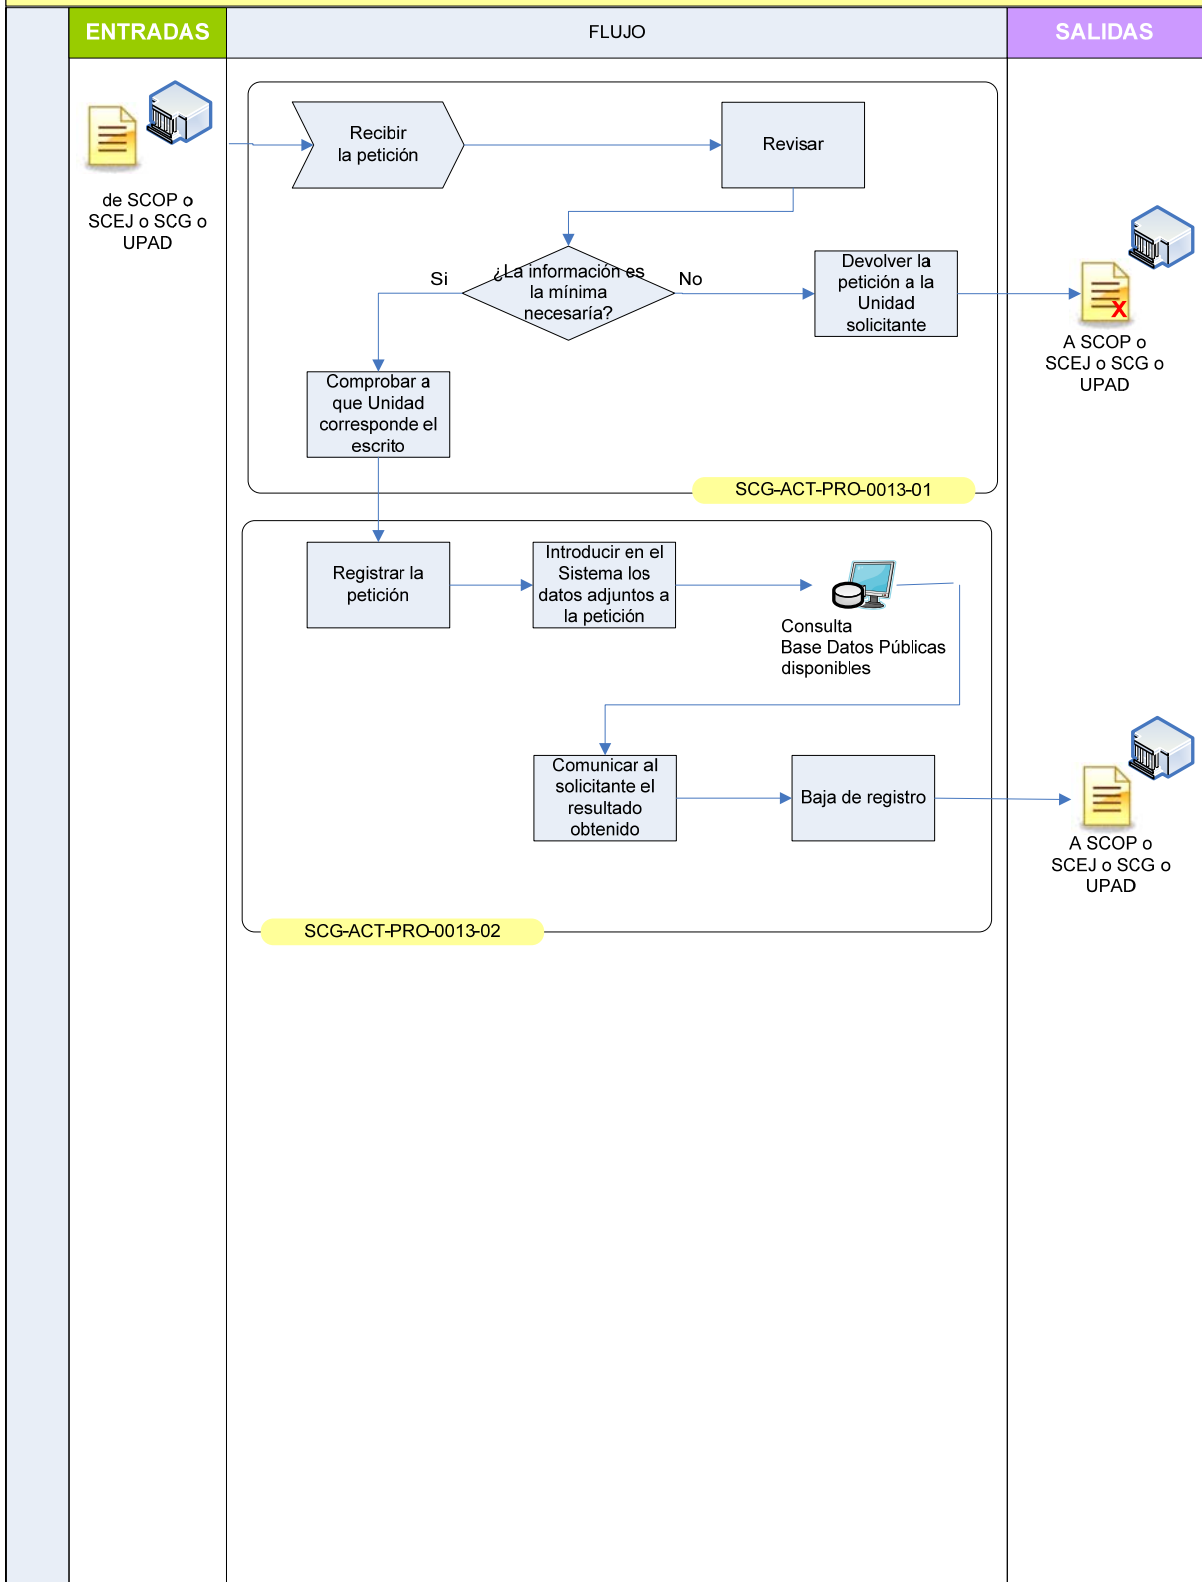 ENTRADAS
FLUJO
SALIDAS
de SCOP o
SCEJ o SCG o
UPAD
Recibir
la petición
Revisar
¿La información es
la mínima
necesaría?
Si
No
Devolver la
petición a la
Unidad
solicitante
A SCOP o
SCEJ o SCG o
UPAD
Comprobar a
que Unidad
corresponde el
escrito
SCG-ACT-PRO-0013-01
Registrar la
petición
Introducir en el
Sistema los
datos adjuntos a
la petición
Consulta
Base Datos Públicas
disponibles
Comunicar al
solicitante el
resultado
obtenido
Baja de registro
A SCOP o
SCEJ o SCG o
UPAD
SCG-ACT-PRO-0013-02